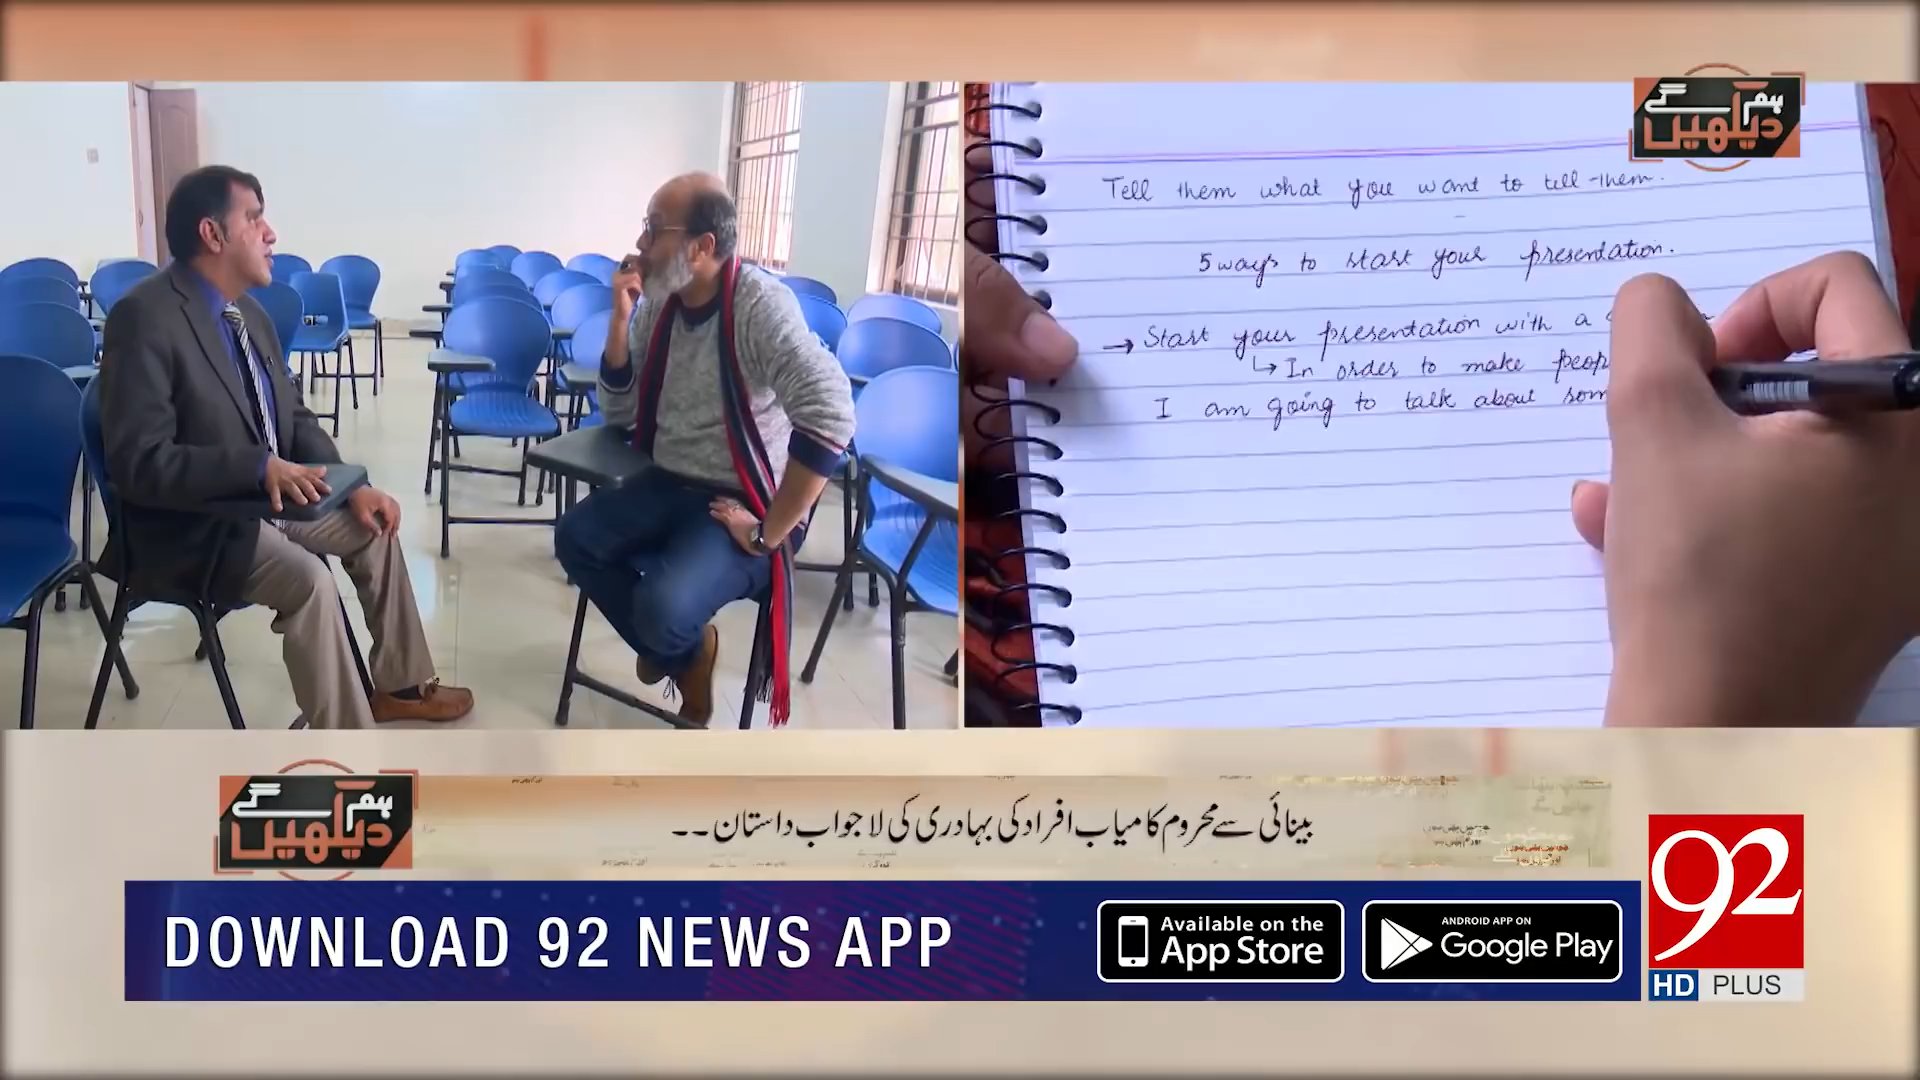 ہم
دیکھیں گے
Tell them what you want to tell them.
5 ways to start your presentation.
→ Start your presentation with a
↳ In order to make peop
I am going to talk about som
ہم
دیکھیں گے
بینائی سے محروم کامیاب افراد کی بہادری کی لاجواب داستان۔۔
DOWNLOAD 92 NEWS APP
Available on the
App Store
ANDROID APP ON
Google Play
92
HD PLUS